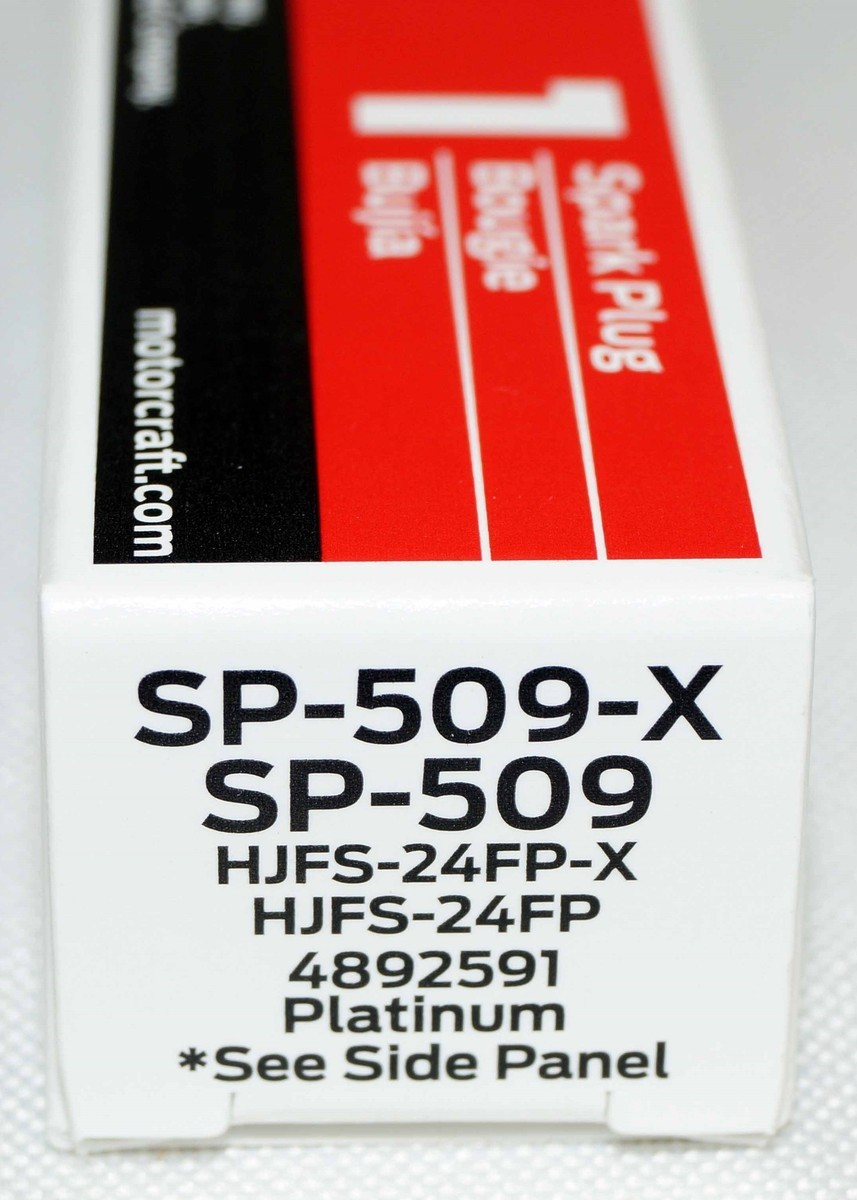 1
Spark Plug
Bougie
Bujía
motorcraft.com
SP-509-X
SP-509
HJFS-24FP-X
HJFS-24FP
4892591
Platinum
*See Side Panel